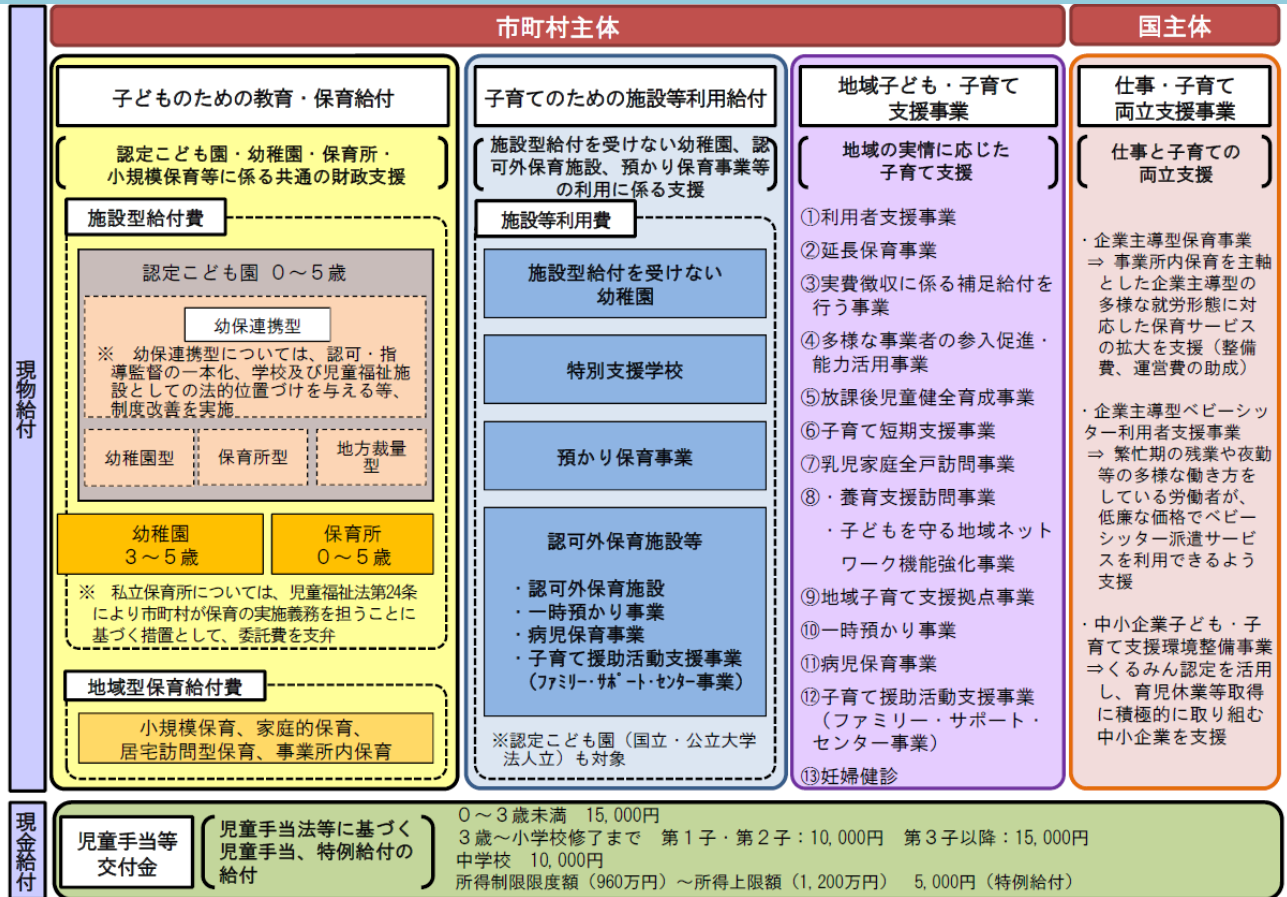 市町村主体
国主体
現物給付
子どものための教育・保育給付
認定こども園・幼稚園・保育所・
小規模保育等に係る共通の財政支援
施設型給付費
認定こども園 0～5歳
幼保連携型
※ 幼保連携型については、認可・指
導監督の一本化、学校及び児童福祉施
設としての法的位置づけを与える等、
制度改善を実施
幼稚園型
保育所型
地方裁量
型
幼稚園
3～5歳
保育所
0～5歳
※ 私立保育所については、児童福祉法第24条
により市町村が保育の実施義務を担うことに
基づく措置として、委託費を支弁
地域型保育給付費
小規模保育、家庭的保育、
居宅訪問型保育、事業所内保育
子育てのための施設等利用給付
施設型給付を受けない幼稚園、認
可外保育施設、預かり保育事業等
の利用に係る支援
施設等利用費
施設型給付を受けない
幼稚園
特別支援学校
預かり保育事業
認可外保育施設等
・認可外保育施設
・一時預かり事業
・病児保育事業
・子育て援助活動支援事業
（ﾌｧﾐﾘｰ･ｻﾎﾟｰﾄ･ｾﾝﾀｰ事業）
※認定こども園（国立・公立大学
法人立）も対象
地域子ども・子育て
支援事業
地域の実情に応じた
子育て支援
①利用者支援事業
②延長保育事業
③実費徴収に係る補足給付を
行う事業
④多様な事業者の参入促進・
能力活用事業
⑤放課後児童健全育成事業
⑥子育て短期支援事業
⑦乳児家庭全戸訪問事業
⑧・養育支援訪問事業
・子どもを守る地域ネット
ワーク機能強化事業
⑨地域子育て支援拠点事業
⑩一時預かり事業
⑪病児保育事業
⑫子育て援助活動支援事業
（ファミリー・サポート・
センター事業）
⑬妊婦健診
仕事・子育て
両立支援事業
仕事と子育ての
両立支援
・企業主導型保育事業
⇒ 事業所内保育を主軸
とした企業主導型の
多様な就労形態に対
応した保育サービス
の拡大を支援（整備
費、運営費の助成）
・企業主導型ベビーシッ
ター利用者支援事業
⇒ 繁忙期の残業や夜勤
等の多様な働き方を
している労働者が、
低廉な価格でベビー
シッター派遣サービ
スを利用できるよう
支援
・中小企業子ども・子
育て支援環境整備事業
⇒くるみん認定を活用
し、育児休業等取得
に積極的に取り組む
中小企業を支援
現金給付
児童手当等
交付金
児童手当法等に基づく
児童手当、特例給付の
給付
0～3歳未満 15,000円
3歳～小学校修了まで 第1子・第2子：10,000円 第3子以降：15,000円
中学校 10,000円
所得制限限度額（960万円）～所得上限額（1,200万円） 5,000円（特例給付）